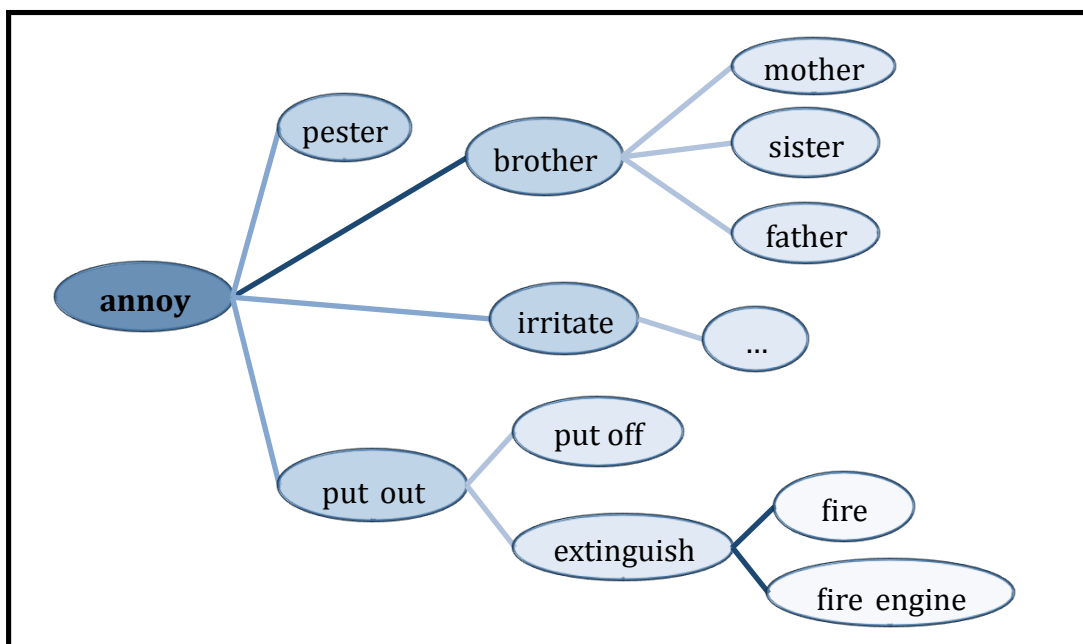 mother
pester
sister
brother
father
annoy
irritate
...
put off
put out
fire
extinguish
fire engine